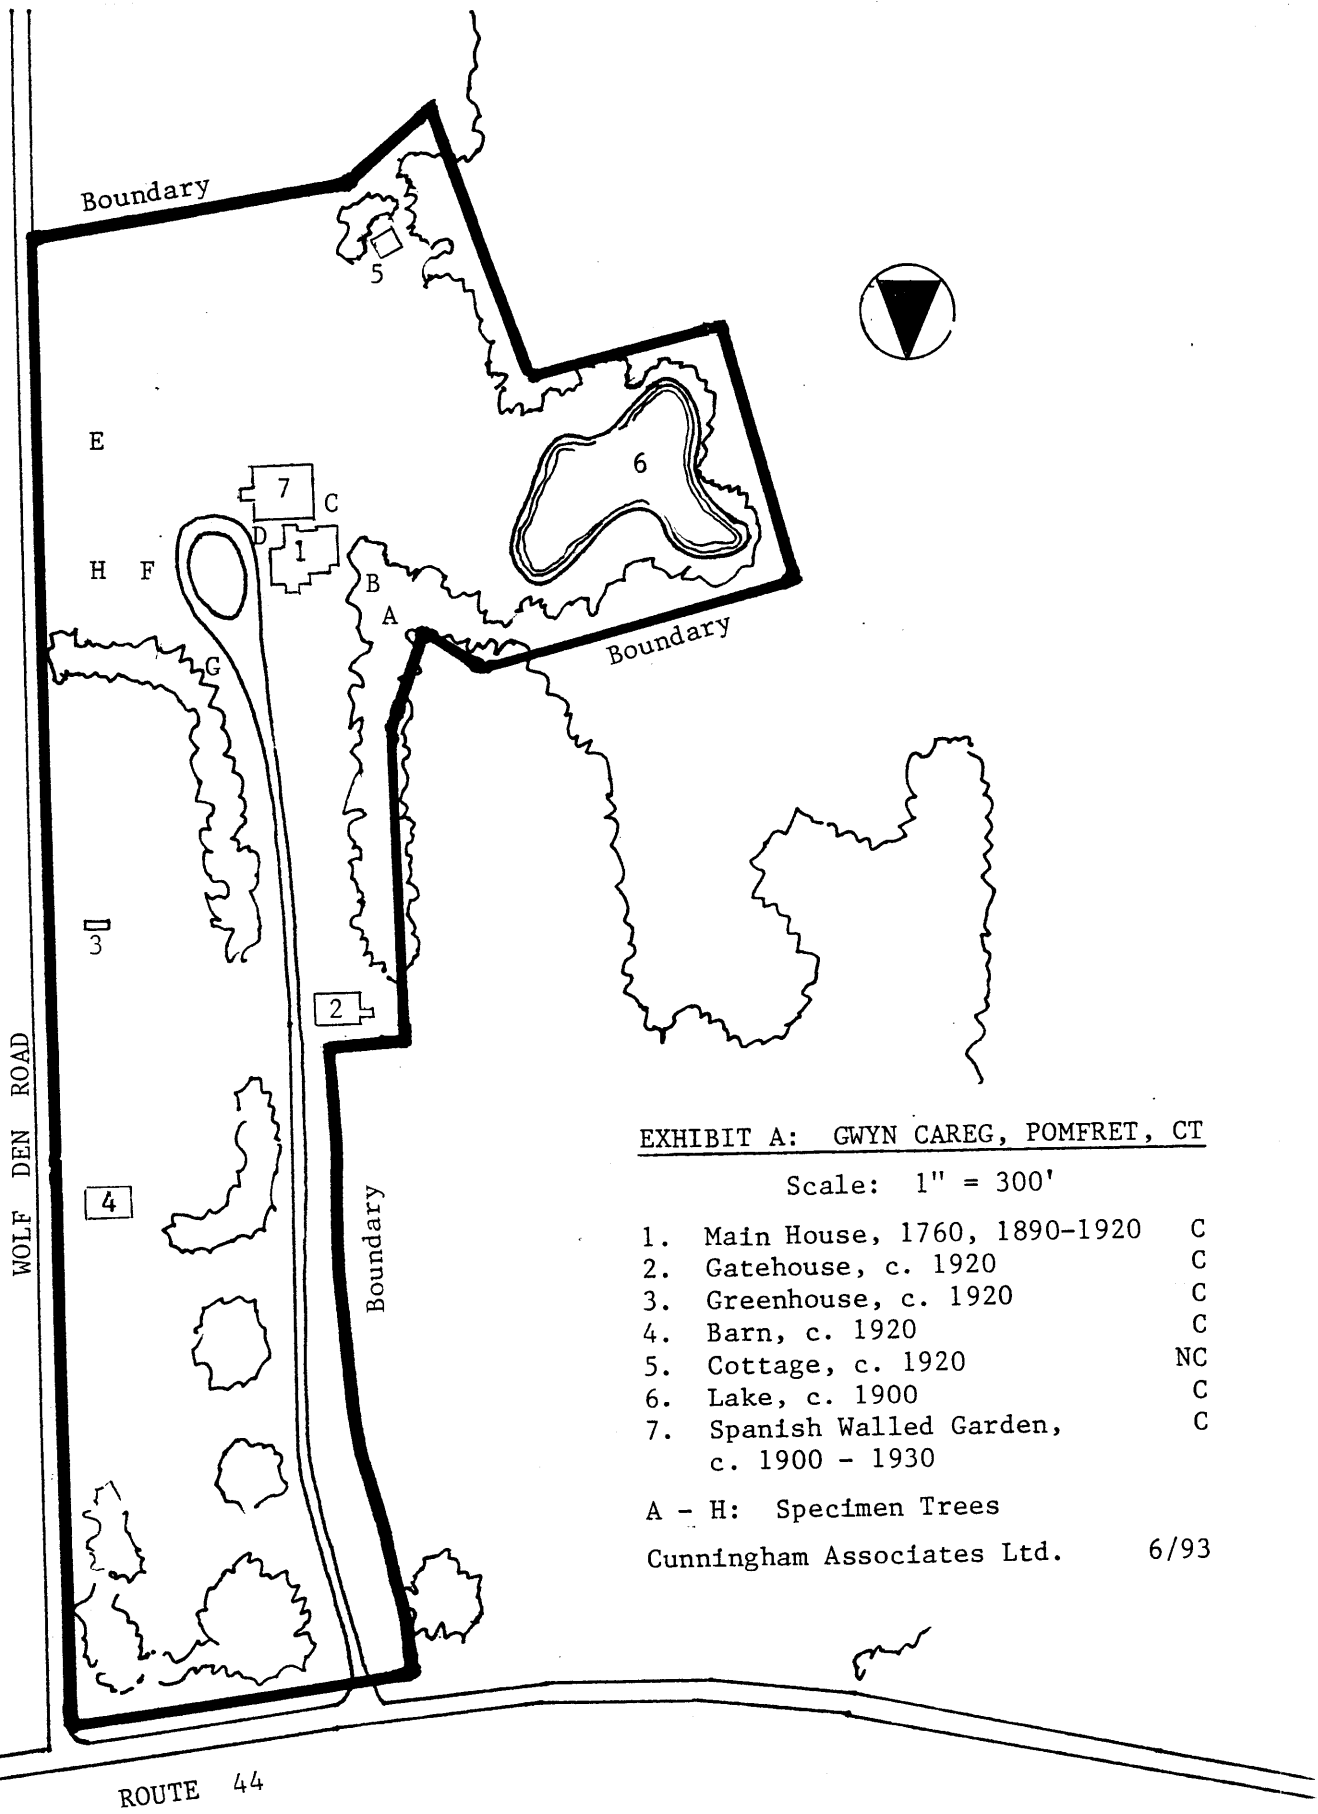 Boundary
5
E
6
7
C
D
1
H F
B
A
Boundary
G
3
2
WOLF DEN ROAD
4
Boundary
EXHIBIT A: GWYN CAREG, POMFRET, CT
Scale: 1" = 300'
1. Main House, 1760, 1890-1920 C
2. Gatehouse, c. 1920 C
3. Greenhouse, c. 1920 C
4. Barn, c. 1920 C
5. Cottage, c. 1920 NC
6. Lake, c. 1900 C
7. Spanish Walled Garden, C
c. 1900 - 1930
A - H: Specimen Trees
Cunningham Associates Ltd. 6/93
ROUTE 44